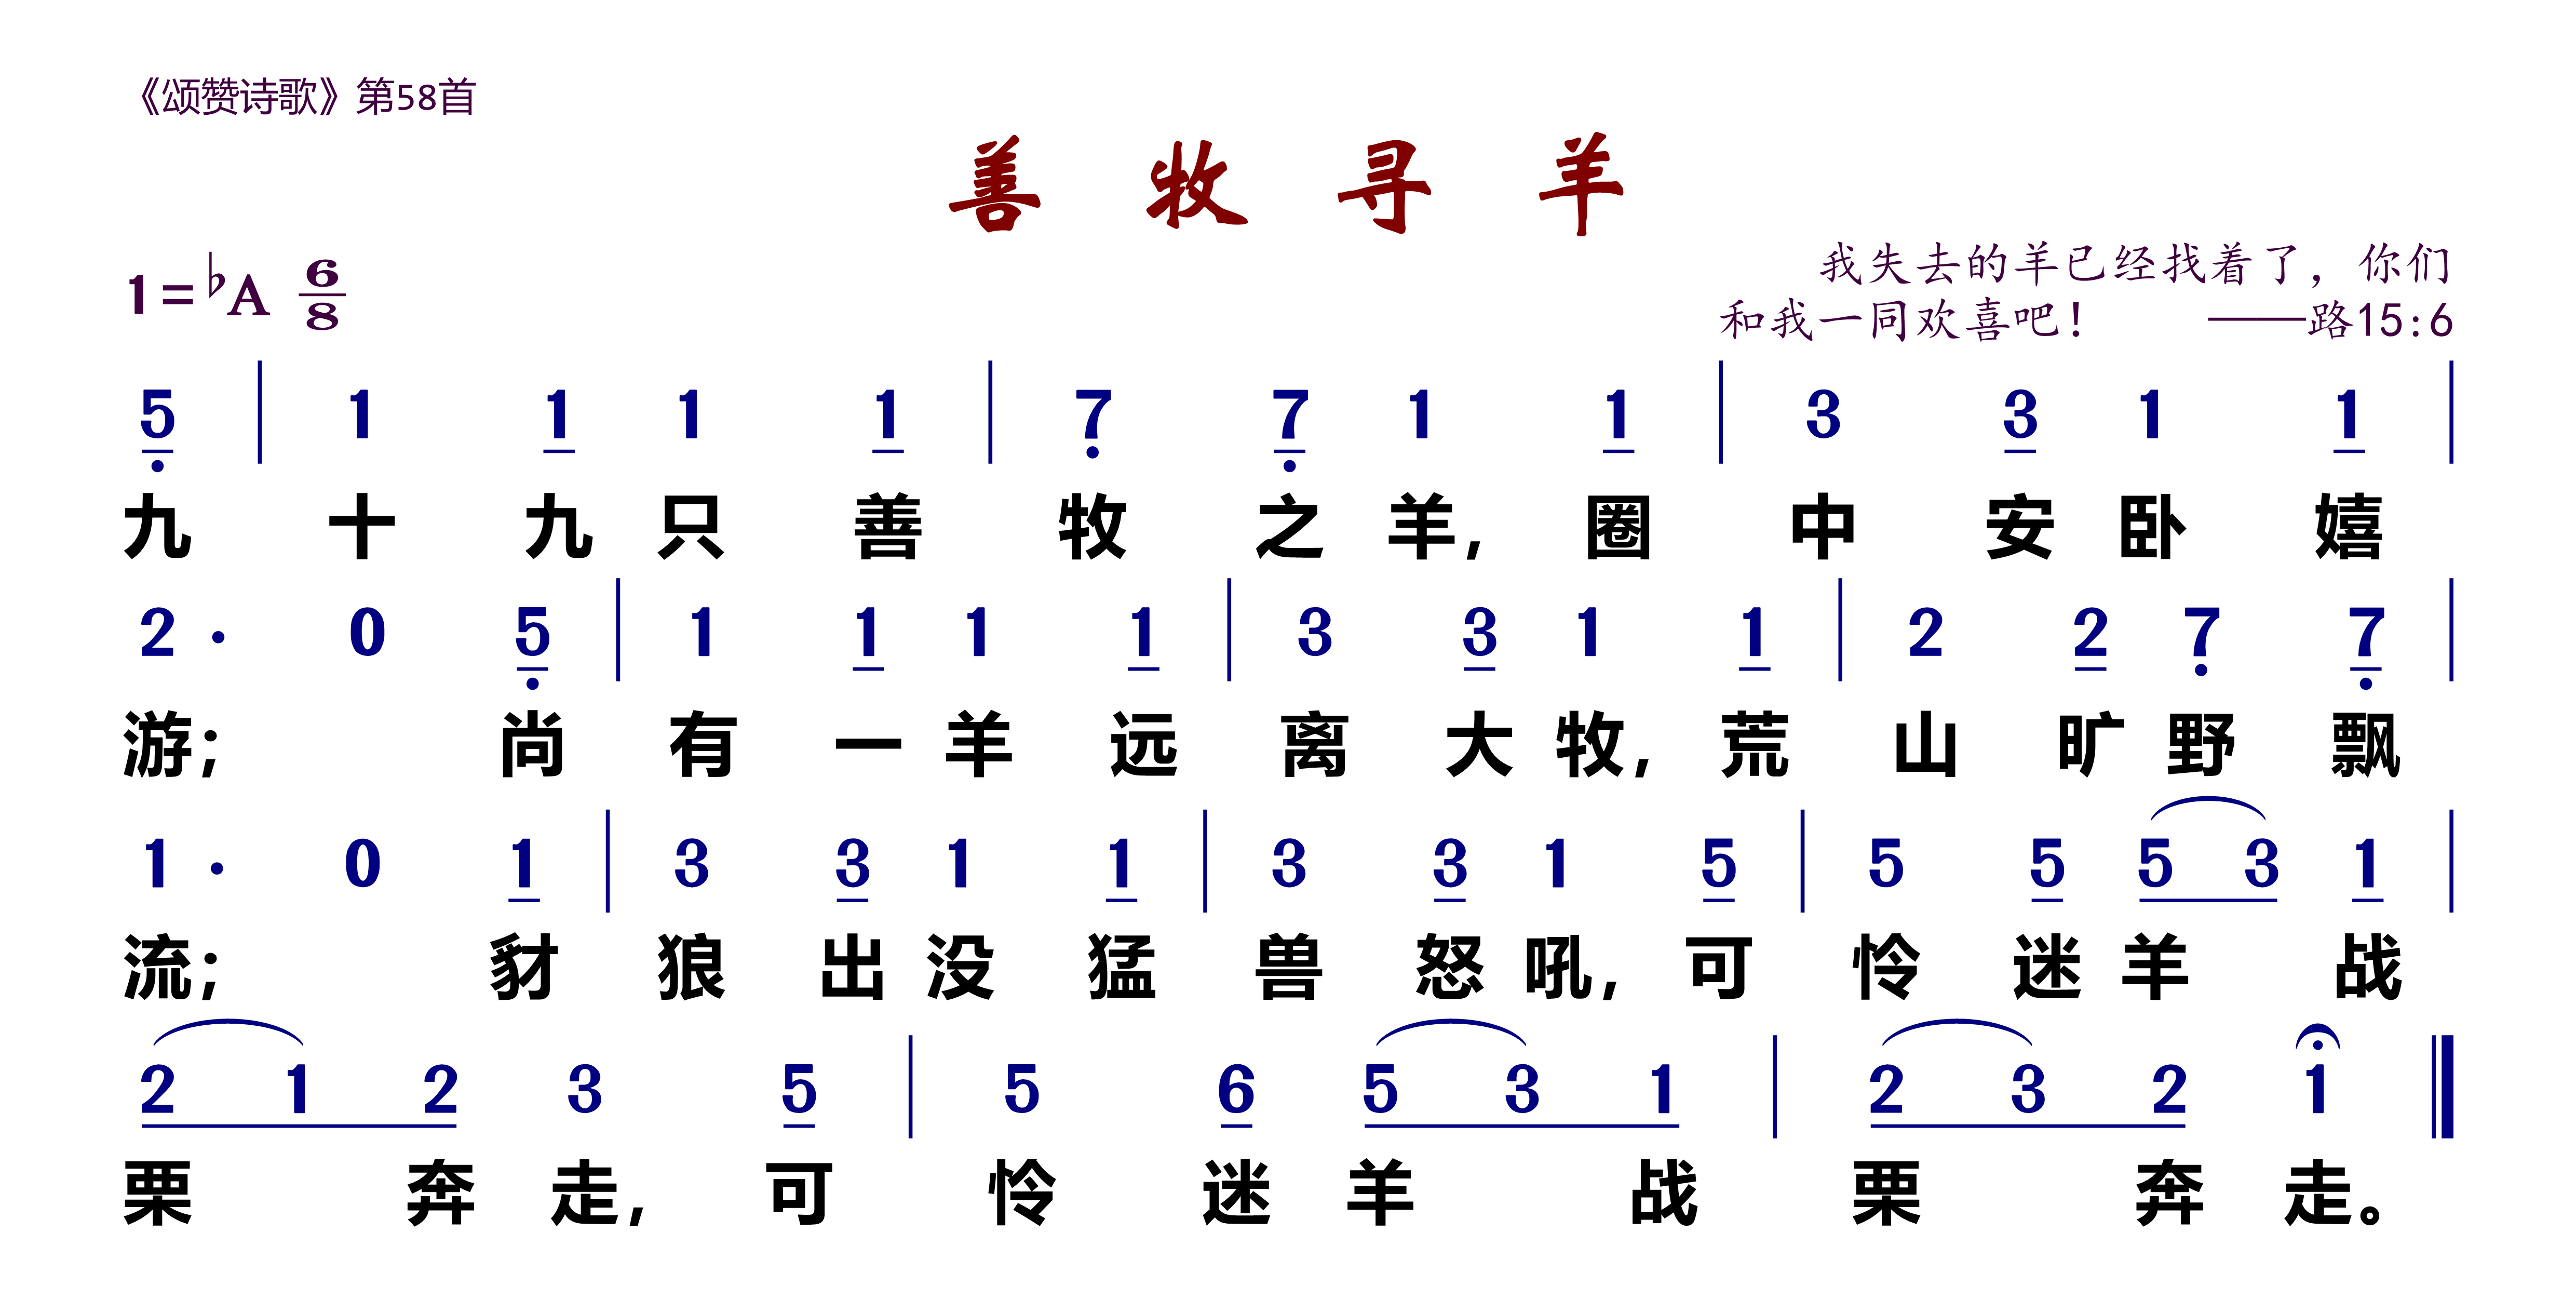 《颂赞诗歌》第58首
善牧寻羊
1=♭A 6/8
我失去的羊已经找着了，你们
和我一同欢喜吧！ ——路15:6
5̣ | 1 1 1 1 | 7̣ 7̣ 1 1 | 3 3 1 1 |
九十九只善牧之羊，圈中安卧嬉
2· 0 5̣ | 1 1 1 1 | 3 3 1 1 | 2 2 7̣ 7̣ |
游；尚有一羊远离大牧，荒山旷野飘
1· 0 1 | 3 3 1 1 | 3 3 1 5 | 5 5 5 3 1 |
流；豺狼出没猛兽怒吼，可怜迷羊战
2 1 2 3 5 | 5 6 5 3 1 | 2 3 2 1 ‖
栗奔走，可怜迷羊战栗奔走。